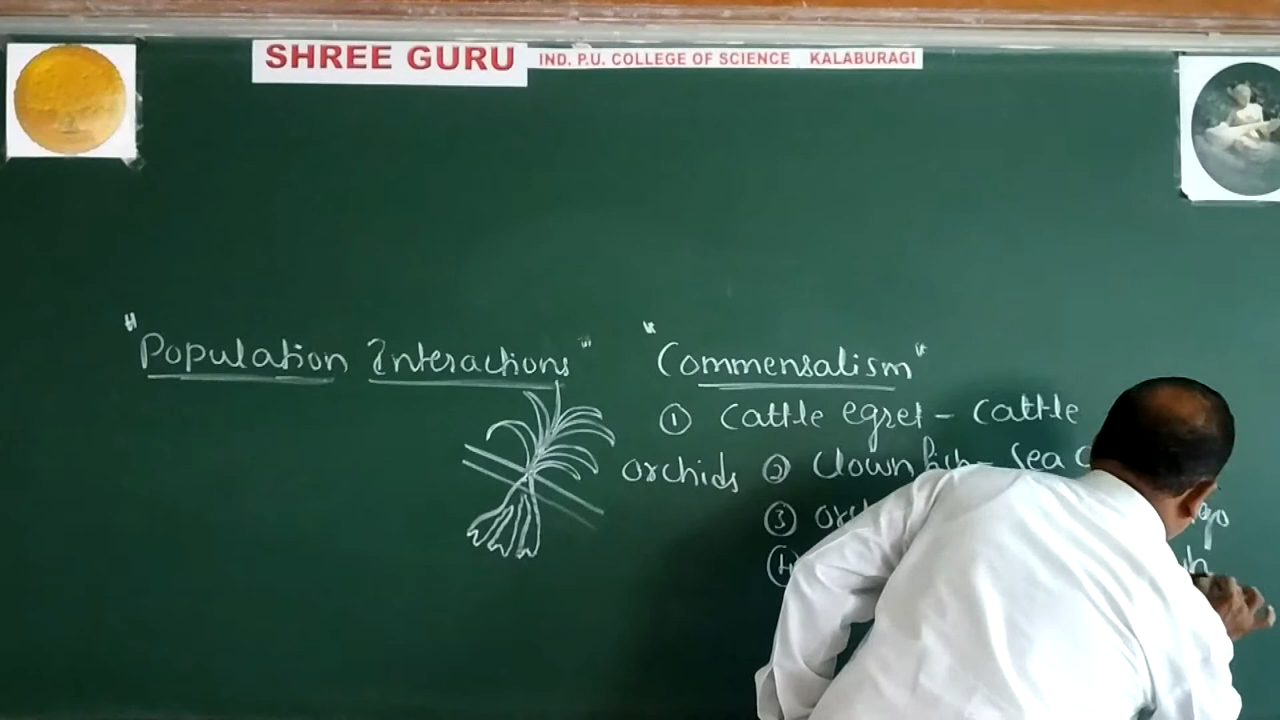 SHREE GURU IND. P.U. COLLEGE OF SCIENCE KALABURAGI
"Population Interactions" "Commensalism"
① Cattle egret - Cattle
orchids ② Clown fish - Sea
③
④